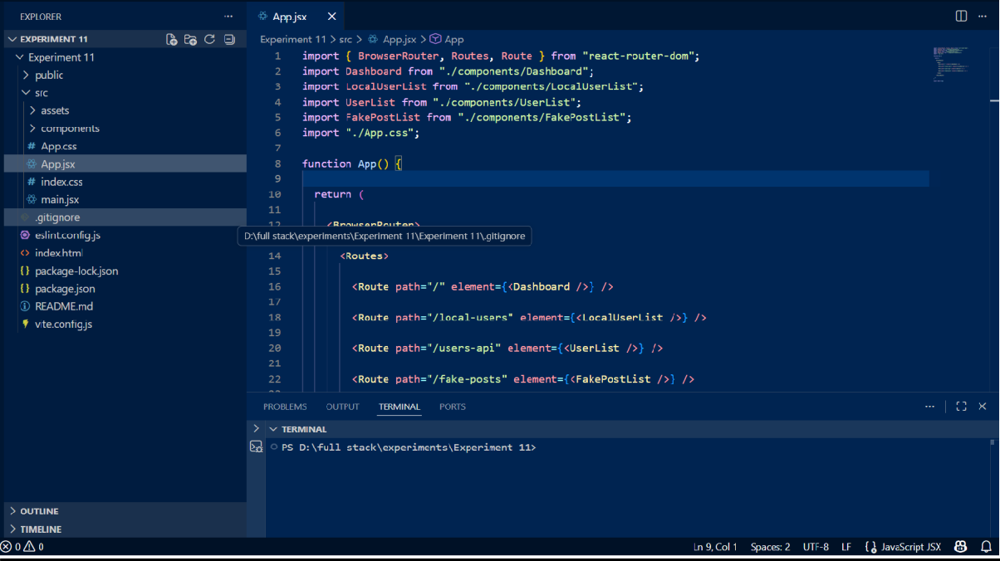 EXPLORER
EXPERIMENT 11
Experiment 11
public
src
assets
components
# App.css
App.jsx
# index.css
main.jsx
.gitignore
eslint.config.js
<> index.html
{} package-lock.json
{} package.json
README.md
vite.config.js
OUTLINE
TIMELINE
App.jsx
Experiment 11 > src > App.jsx > App
1 import { BrowserRouter, Routes, Route } from "react-router-dom";
2 import Dashboard from "./components/Dashboard";
3 import LocalUserList from "./components/LocalUserList";
4 import UserList from "./components/UserList";
5 import FakePostList from "./components/FakePostList";
6 import "./App.css";
7
8 function App() {
9
10 return (
11
12 <BrowserRouter>
D:\full stack\experiments\Experiment 11\Experiment 11\.gitignore
14 <Routes>
15
16 <Route path="/" element={<Dashboard />} />
17
18 <Route path="/local-users" element={<LocalUserList />} />
19
20 <Route path="/users-api" element={<UserList />} />
21
22 <Route path="/fake-posts" element={<FakePostList />} />
PROBLEMS OUTPUT TERMINAL PORTS
TERMINAL
PS D:\full stack\experiments\Experiment 11>
0 0
Ln 9, Col 1 Spaces: 2 UTF-8 LF {} JavaScript JSX